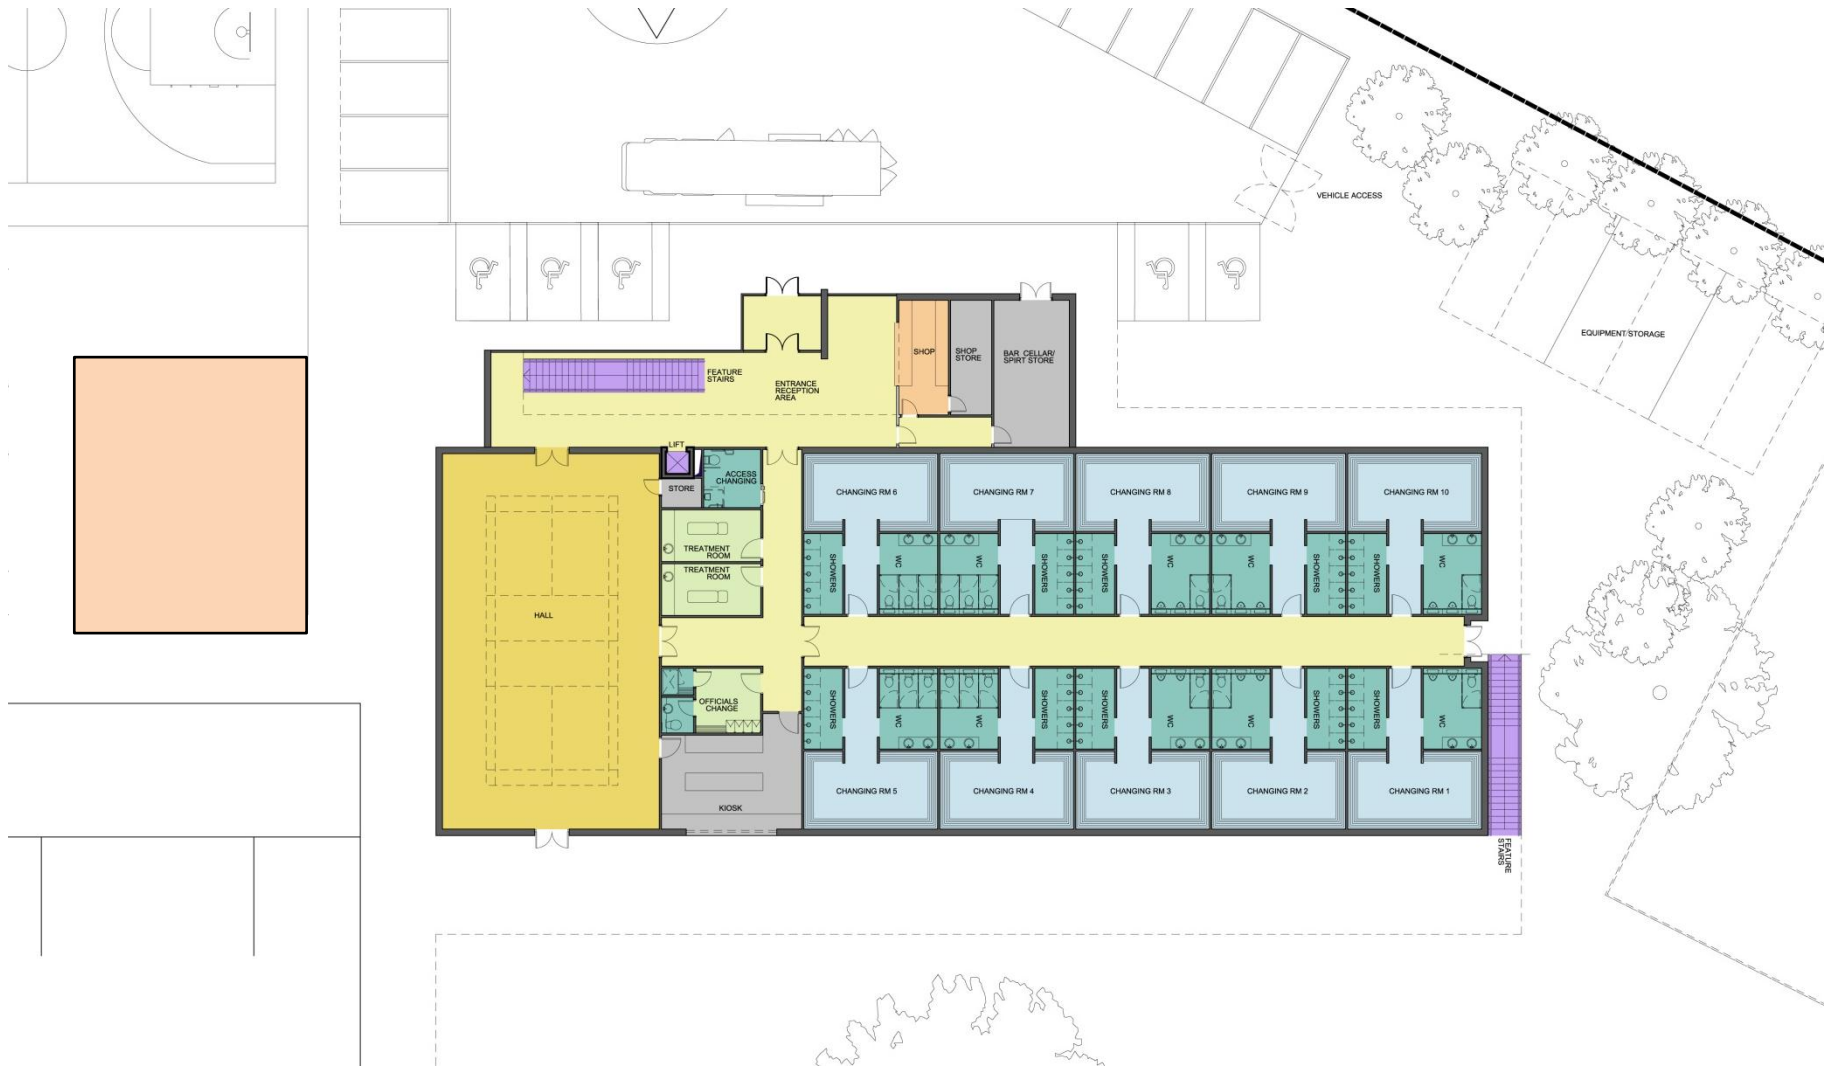 VEHICLE ACCESS
EQUIPMENT/STORAGE
SHOP
SHOP
STORE
BAR CELLAR/
SPIRT STORE
FEATURE
STAIRS
ENTRANCE
RECEPTION
AREA
LIFT
STORE
ACCESS
CHANGING
TREATMENT
ROOM
TREATMENT
ROOM
HALL
CHANGING RM 6
CHANGING RM 7
CHANGING RM 8
CHANGING RM 9
CHANGING RM 10
SHOWERS
WC
WC
SHOWERS
SHOWERS
WC
WC
SHOWERS
SHOWERS
WC
OFFICIALS
CHANGE
SHOWERS
WC
WC
SHOWERS
SHOWERS
WC
WC
SHOWERS
SHOWERS
WC
KIOSK
CHANGING RM 5
CHANGING RM 4
CHANGING RM 3
CHANGING RM 2
CHANGING RM 1
FEATURE
STAIRS